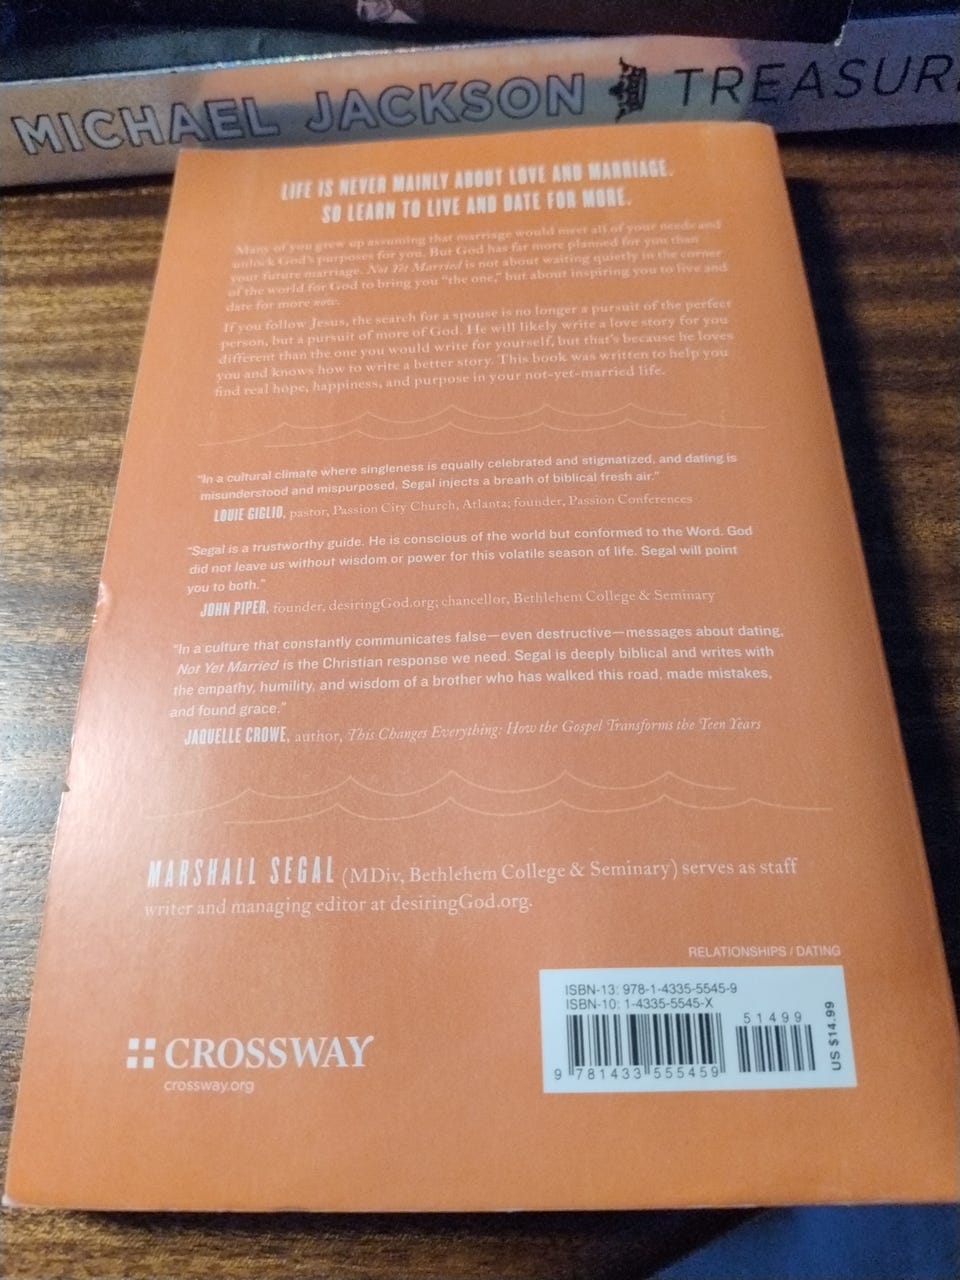 MICHAEL JACKSON TREASUR
LIFE IS NEVER MAINLY ABOUT LOVE AND MARRIAGE.
SO LEARN TO LIVE AND DATE FOR MORE.
Many of you grew up assuming that marriage would meet all of your needs and
unlock God's purposes for you. But God has far more planned for you than
your future marriage. Not Yet Married is not about waiting quietly in the corner
of the world for God to bring you "the one," but about inspiring you to live and
date for more now.
If you follow Jesus, the search for a spouse is no longer a pursuit of the perfect
person, but a pursuit of more of God. He will likely write a love story for you
different than the one you would write for yourself, but that's because he loves
you and knows how to write a better story. This book was written to help you
find real hope, happiness, and purpose in your not-yet-married life.
"In a cultural climate where singleness is equally celebrated and stigmatized, and dating is
misunderstood and mispurposed, Segal injects a breath of biblical fresh air."
LOUIE GIGLIO, pastor, Passion City Church, Atlanta; founder, Passion Conferences
"Segal is a trustworthy guide. He is conscious of the world but conformed to the Word. God
did not leave us without wisdom or power for this volatile season of life. Segal will point
you to both."
JOHN PIPER, founder, desiringGod.org; chancellor, Bethlehem College & Seminary
"In a culture that constantly communicates false—even destructive—messages about dating,
Not Yet Married is the Christian response we need. Segal is deeply biblical and writes with
the empathy, humility, and wisdom of a brother who has walked this road, made mistakes,
and found grace."
JAQUELLE CROWE, author, This Changes Everything: How the Gospel Transforms the Teen Years
MARSHALL SEGAL (MDiv, Bethlehem College & Seminary) serves as staff
writer and managing editor at desiringGod.org.
RELATIONSHIPS / DATING
ISBN-13: 978-1-4335-5545-9
ISBN-10: 1-4335-5545-X
51499
US $14.99
9 781433 555459
CROSSWAY
crossway.org